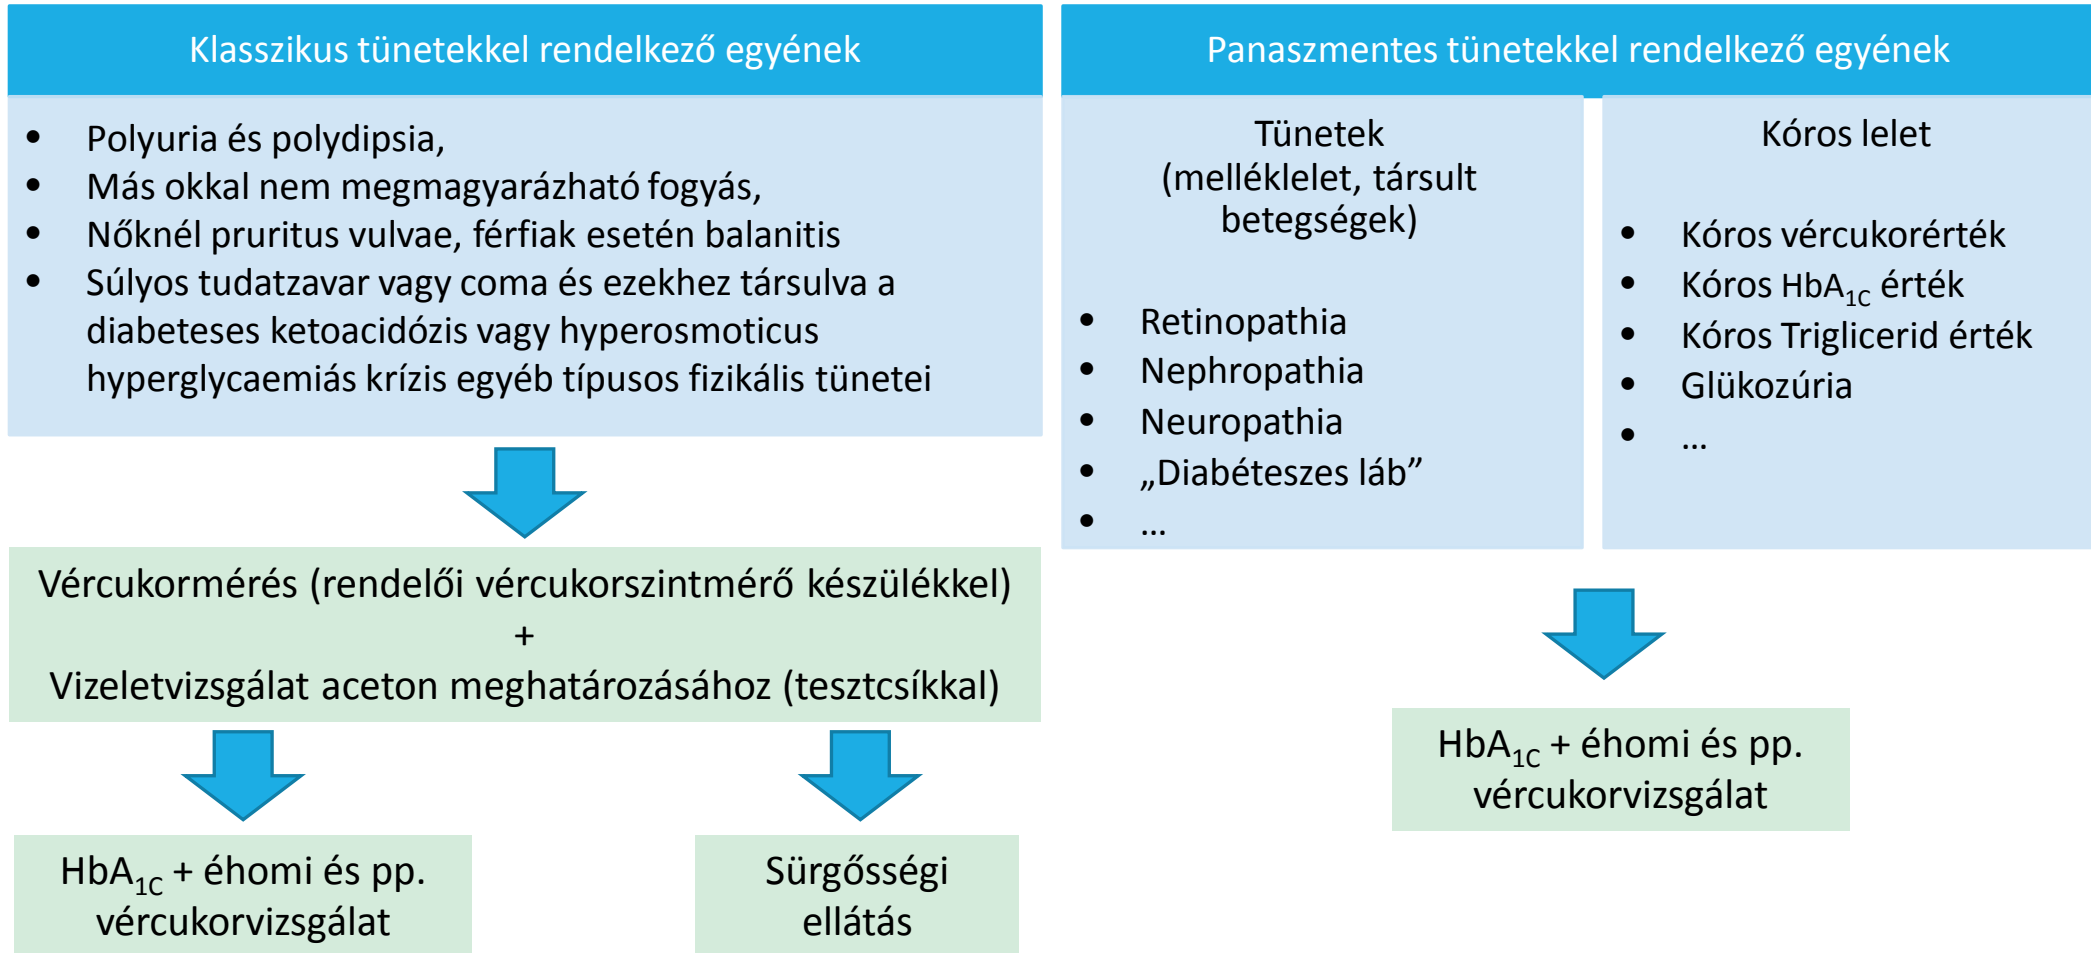 Klasszikus tünetekkel rendelkező egyének
• Polyuria és polydipsia,
• Más okkal nem megmagyarázható fogyás,
• Nőknél pruritus vulvae, férfiak esetén balanitis
• Súlyos tudatzavar vagy coma és ezekhez társulva a
diabeteses ketoacidózis vagy hyperosmoticus
hyperglycaemiás krízis egyéb típusos fizikális tünetei
Vércukormérés (rendelői vércukorszintmérő készülékkel)
+
Vizeletvizsgálat aceton meghatározásához (tesztcsíkkal)
HbA1C + éhomi és pp.
vércukorvizsgálat
Sürgősségi
ellátás
Panaszmentes tünetekkel rendelkező egyének
Tünetek
(melléklelet, társult
betegségek)
• Retinopathia
• Nephropathia
• Neuropathia
• „Diabéteszes láb”
• ...
Kóros lelet
• Kóros vércukorérték
• Kóros HbA1C érték
• Kóros Triglicerid érték
• Glükozúria
• ...
HbA1C + éhomi és pp.
vércukorvizsgálat